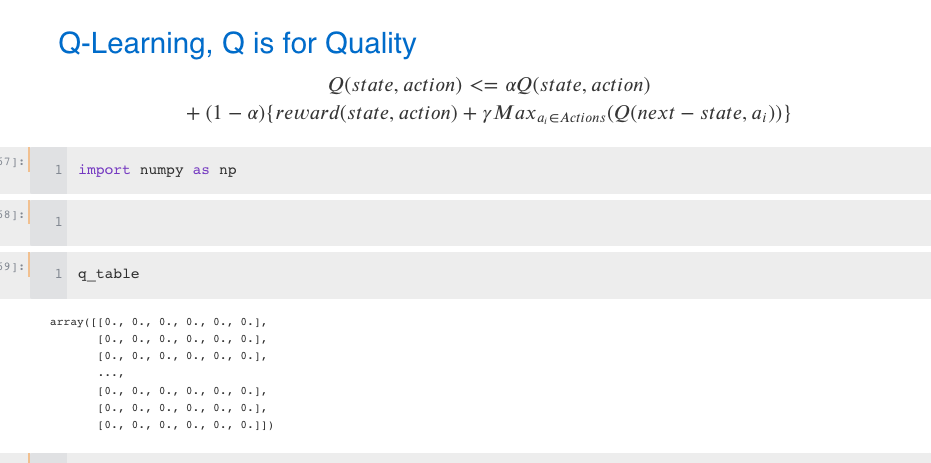 Q-Learning, Q is for Quality
Q(state, action) <= αQ(state, action)
+ (1 − α){reward(state, action) + γMax_{a_i∈Actions}(Q(next − state, a_i))}
57]:
1 import numpy as np
58]:
1
59]:
1 q_table
array([[0., 0., 0., 0., 0., 0.],
[0., 0., 0., 0., 0., 0.],
[0., 0., 0., 0., 0., 0.],
...,
[0., 0., 0., 0., 0., 0.],
[0., 0., 0., 0., 0., 0.],
[0., 0., 0., 0., 0., 0.]])